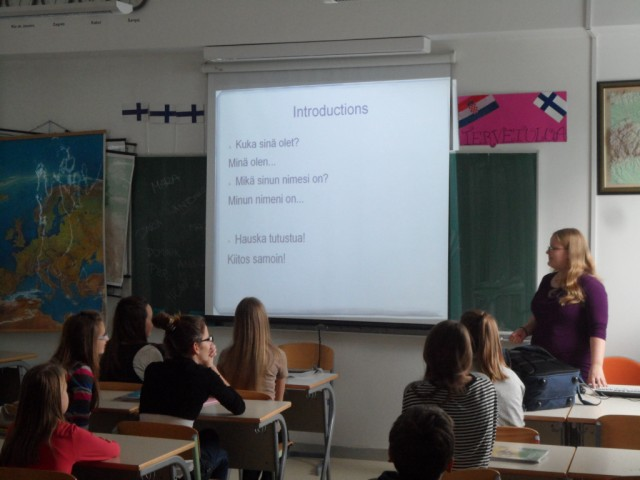 Introductions
Kuka sinä olet?
Minä olen...
Mikä sinun nimesi on?
Minun nimeni on...
Hauska tutustua!
Kiitos samoin!
TERVETULOA